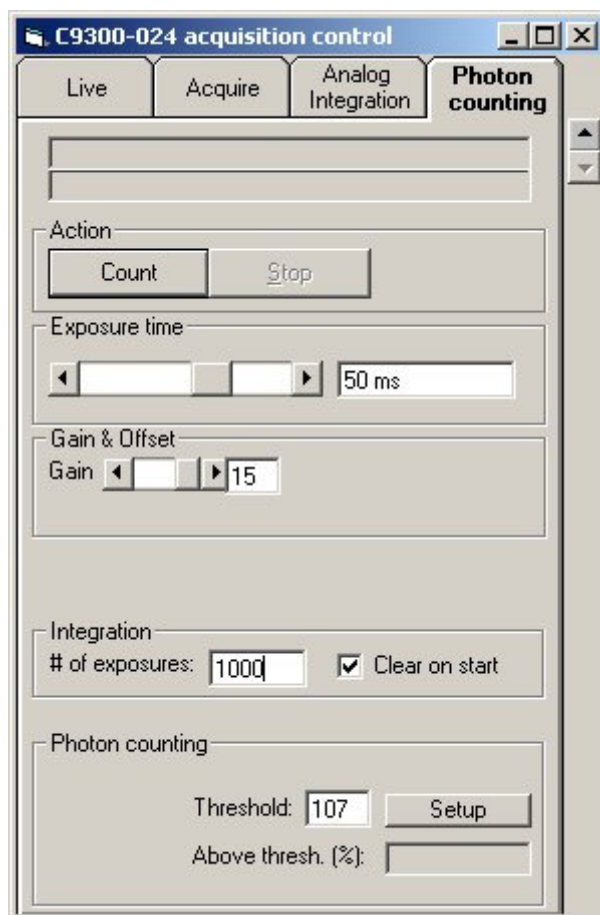 C9300-024 acquisition control
Live
Acquire
Analog
Integration
Photon
counting
Action
Count
Stop
Exposure time
50 ms
Gain & Offset
Gain
15
Integration
# of exposures:
1000
Clear on start
Photon counting
Threshold:
107
Setup
Above thresh. (%):